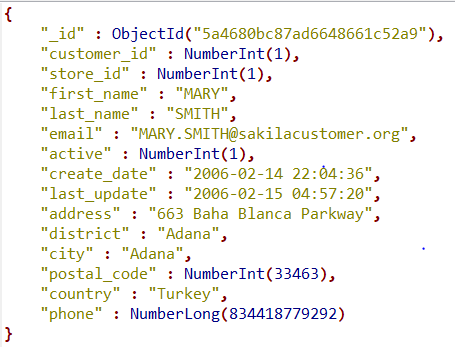 {
"_id" : ObjectId("5a4680bc87ad6648661c52a9"),
"customer_id" : NumberInt(1),
"store_id" : NumberInt(1),
"first_name" : "MARY",
"last_name" : "SMITH",
"email" : "MARY.SMITH@sakilacustomer.org",
"active" : NumberInt(1),
"create_date" : "2006-02-14 22:04:36",
"last_update" : "2006-02-15 04:57:20",
"address" : "663 Baha Blanca Parkway",
"district" : "Adana",
"city" : "Adana",
"postal_code" : NumberInt(33463),
"country" : "Turkey",
"phone" : NumberLong(834418779292)
}